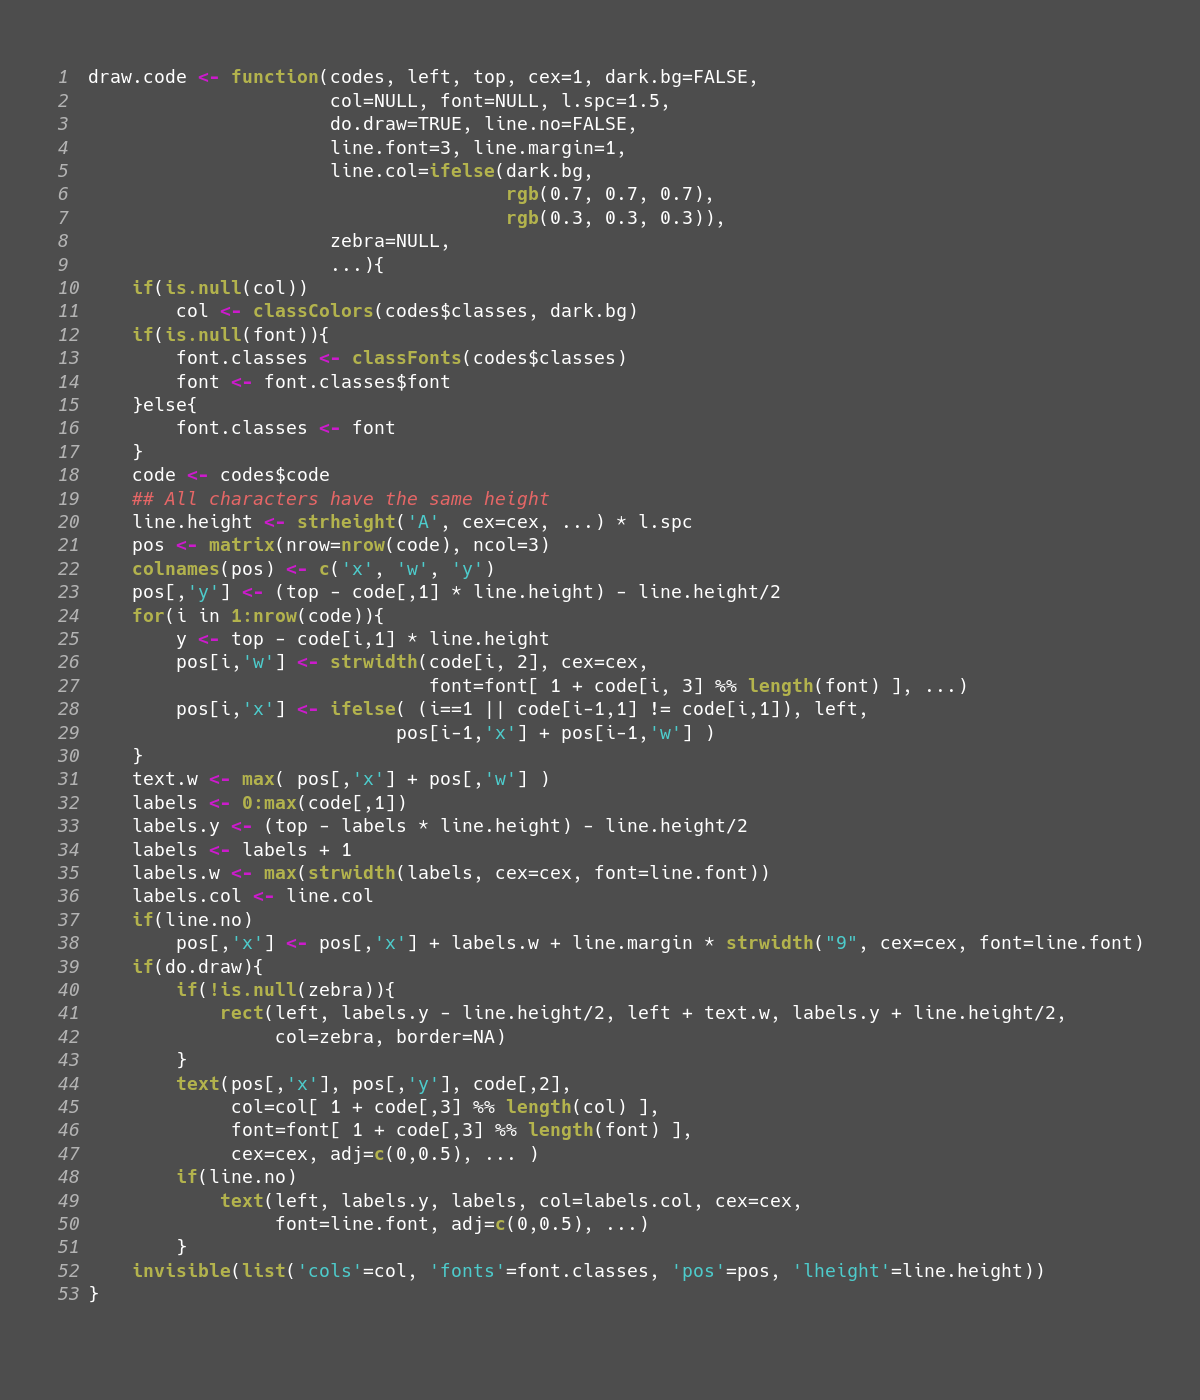 1 draw.code <- function(codes, left, top, cex=1, dark.bg=FALSE,
2                       col=NULL, font=NULL, l.spc=1.5,
3                       do.draw=TRUE, line.no=FALSE,
4                       line.font=3, line.margin=1,
5                       line.col=ifelse(dark.bg,
6                                       rgb(0.7, 0.7, 0.7),
7                                       rgb(0.3, 0.3, 0.3)),
8                       zebra=NULL,
9                       ...){
10     if(is.null(col))
11         col <- classColors(codes$classes, dark.bg)
12     if(is.null(font)){
13         font.classes <- classFonts(codes$classes)
14         font <- font.classes$font
15     }else{
16         font.classes <- font
17     }
18     code <- codes$code
19     ## All characters have the same height
20     line.height <- strheight('A', cex=cex, ...) * l.spc
21     pos <- matrix(nrow=nrow(code), ncol=3)
22     colnames(pos) <- c('x', 'w', 'y')
23     pos[,'y'] <- (top - code[,1] * line.height) - line.height/2
24     for(i in 1:nrow(code)){
25         y <- top - code[i,1] * line.height
26         pos[i,'w'] <- strwidth(code[i, 2], cex=cex,
27                                font=font[ 1 + code[i, 3] %% length(font) ], ...)
28         pos[i,'x'] <- ifelse( (i==1 || code[i-1,1] != code[i,1]), left,
29                             pos[i-1,'x'] + pos[i-1,'w'] )
30     }
31     text.w <- max( pos[,'x'] + pos[,'w'] )
32     labels <- 0:max(code[,1])
33     labels.y <- (top - labels * line.height) - line.height/2
34     labels <- labels + 1
35     labels.w <- max(strwidth(labels, cex=cex, font=line.font))
36     labels.col <- line.col
37     if(line.no)
38         pos[,'x'] <- pos[,'x'] + labels.w + line.margin * strwidth("9", cex=cex, font=line.font)
39     if(do.draw){
40         if(!is.null(zebra)){
41             rect(left, labels.y - line.height/2, left + text.w, labels.y + line.height/2,
42                  col=zebra, border=NA)
43         }
44         text(pos[,'x'], pos[,'y'], code[,2],
45              col=col[ 1 + code[,3] %% length(col) ],
46              font=font[ 1 + code[,3] %% length(font) ],
47              cex=cex, adj=c(0,0.5), ... )
48         if(line.no)
49             text(left, labels.y, labels, col=labels.col, cex=cex,
50                  font=line.font, adj=c(0,0.5), ...)
51         }
52     invisible(list('cols'=col, 'fonts'=font.classes, 'pos'=pos, 'lheight'=line.height))
53 }